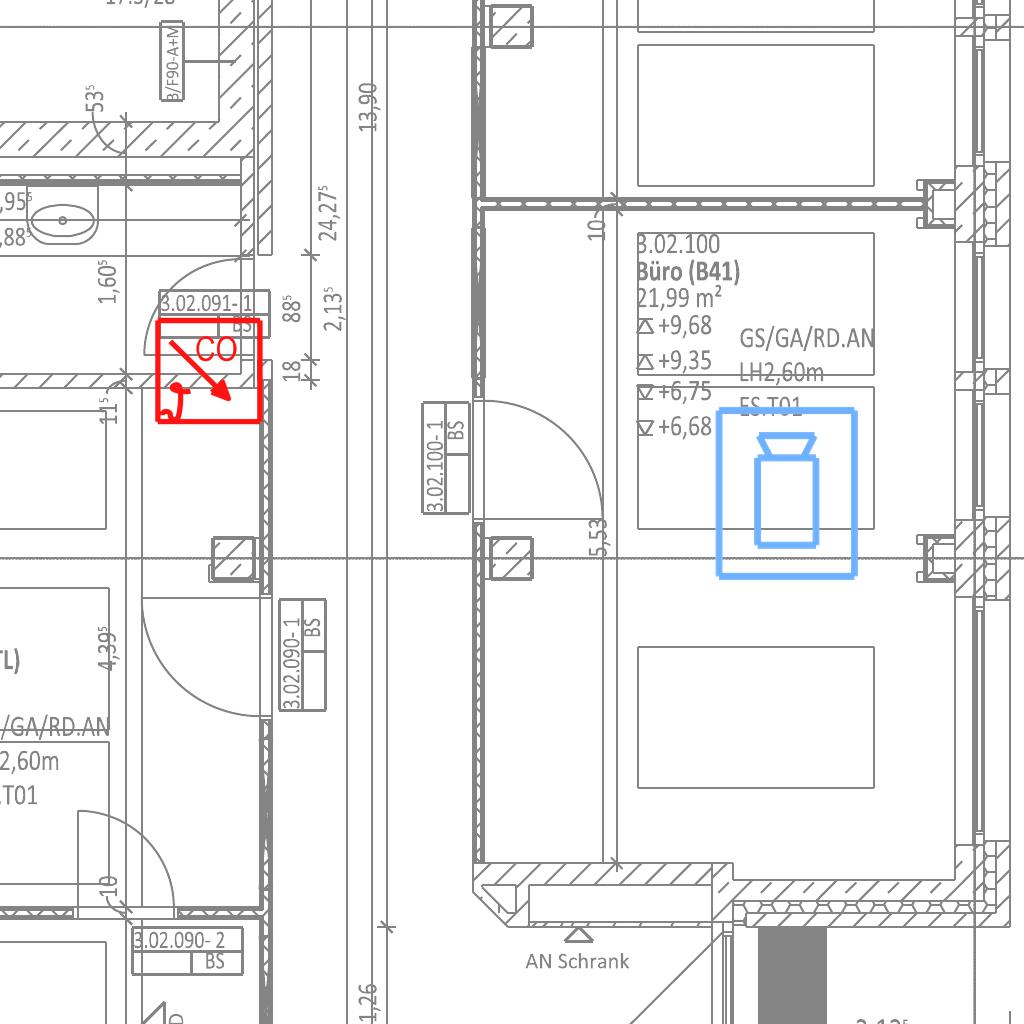 17.5/28
B/F90-A+M
53⁵
13,90
,95⁵
,88⁵
24,27⁵
1,60⁵
3.02.091-1
BS
88⁵
2,13⁵
18
11⁵
CO
10
3.02.100
Büro (B41)
21,99 m²
+9,68
+9,35
+6,75
+6,68
GS/GA/RD.AN
LH2,60m
ES.T01
3.02.100-1
BS
5,53
3.02.090-1
BS
4,39⁵
TL)
/GA/RD.AN
2,60m
.T01
10
3.02.090-2
BS
AN Schrank
1,26